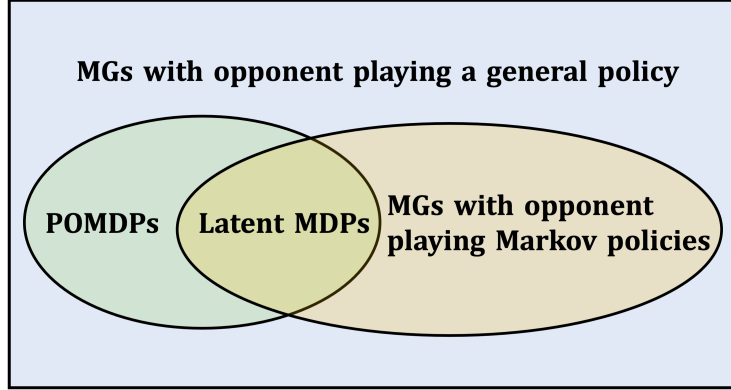 MGs with opponent playing a general policy
POMDPs
Latent MDPs
MGs with opponent
playing Markov policies